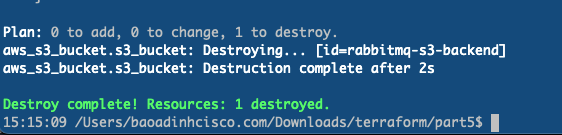 Plan: 0 to add, 0 to change, 1 to destroy.
aws_s3_bucket.s3_bucket: Destroying... [id=rabbitmq-s3-backend]
aws_s3_bucket.s3_bucket: Destruction complete after 2s
Destroy complete! Resources: 1 destroyed.
15:15:09 /Users/baoadinhcisco.com/Downloads/terraform/part5$